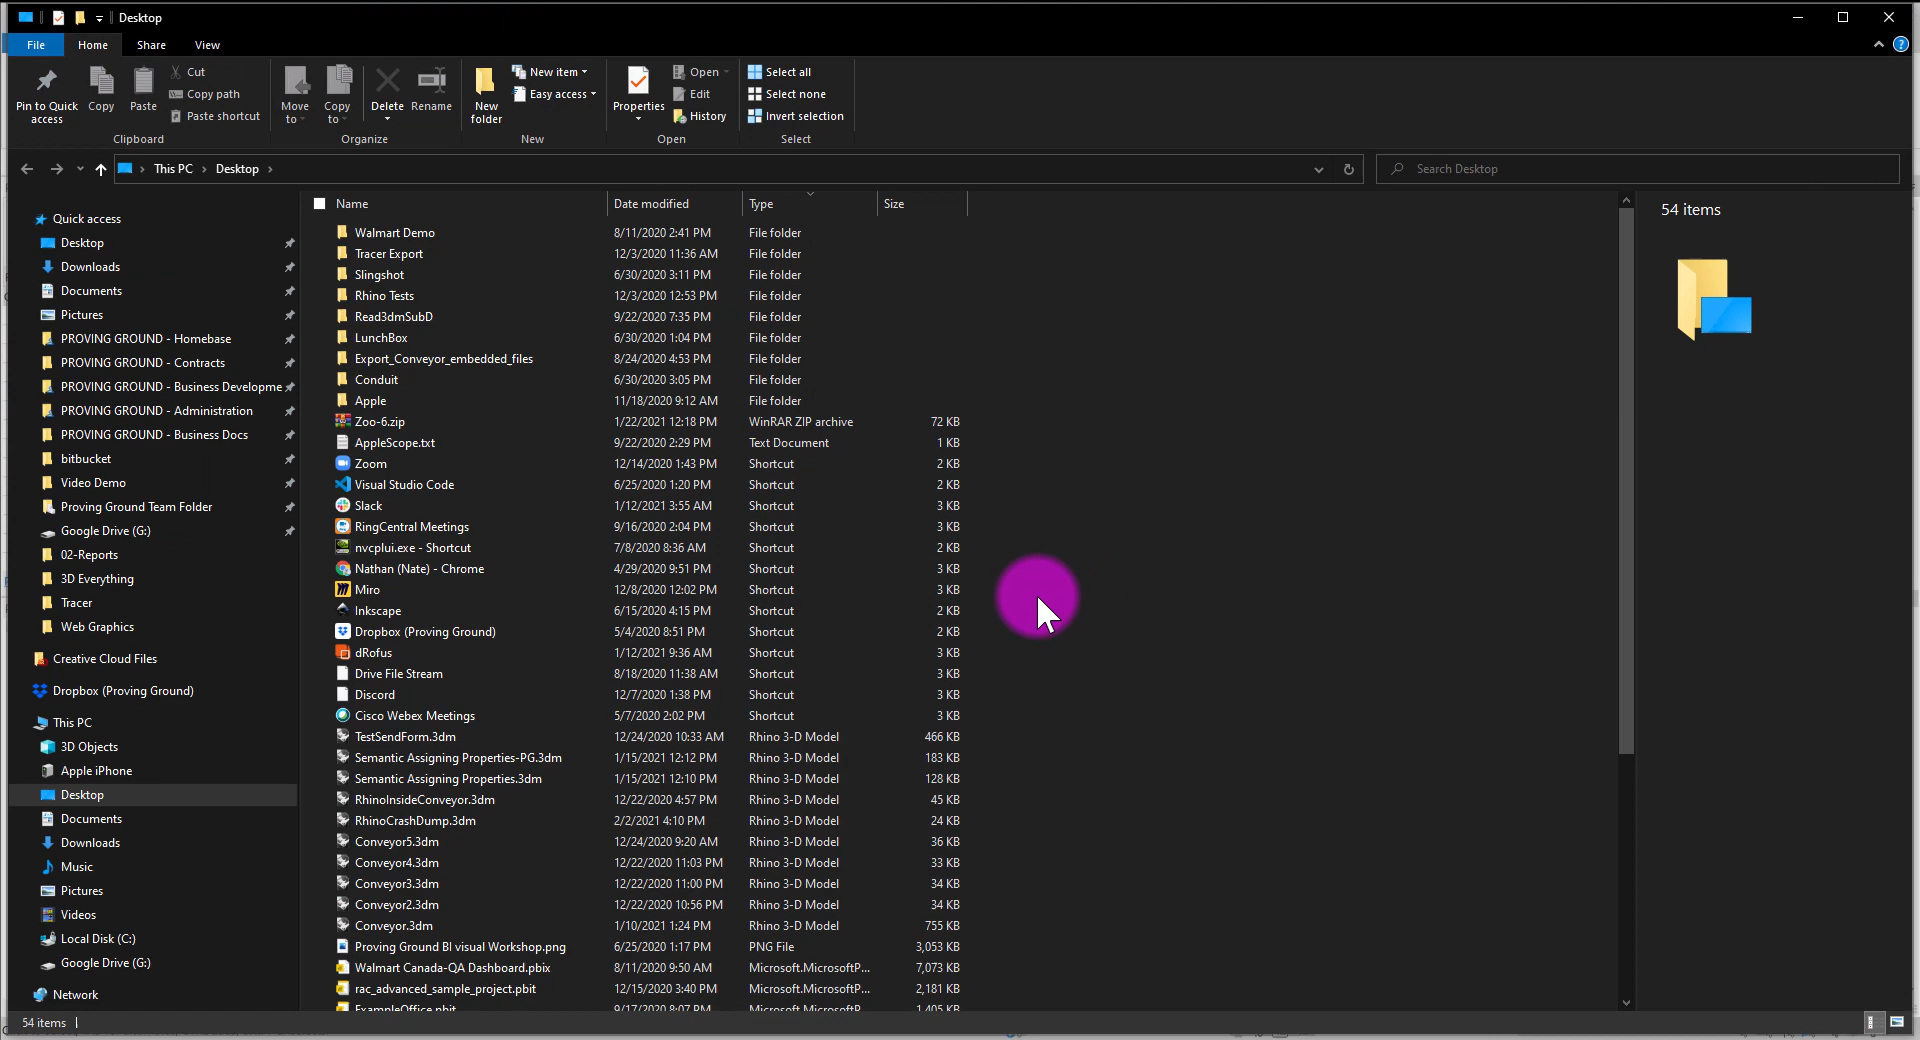 Desktop
File Home Share View
Pin to Quick access
Copy
Paste
Cut
Copy path
Paste shortcut
Clipboard
Move to
Copy to
Delete
Rename
Organize
New folder
New item
Easy access
New
Properties
Open
Edit
History
Open
Select all
Select none
Invert selection
Select
This PC > Desktop >
Search Desktop
Quick access
Desktop
Downloads
Documents
Pictures
PROVING GROUND - Homebase
PROVING GROUND - Contracts
PROVING GROUND - Business Developme
PROVING GROUND - Administration
PROVING GROUND - Business Docs
bitbucket
Video Demo
Proving Ground Team Folder
Google Drive (G:)
02-Reports
3D Everything
Tracer
Web Graphics
Creative Cloud Files
Dropbox (Proving Ground)
This PC
3D Objects
Apple iPhone
Desktop
Documents
Downloads
Music
Pictures
Videos
Local Disk (C:)
Google Drive (G:)
Network
Name Date modified Type Size
Walmart Demo 8/11/2020 2:41 PM File folder
Tracer Export 12/3/2020 11:36 AM File folder
Slingshot 6/30/2020 3:11 PM File folder
Rhino Tests 12/3/2020 12:53 PM File folder
Read3dmSubD 9/22/2020 7:35 PM File folder
LunchBox 6/30/2020 1:04 PM File folder
Export_Conveyor_embedded_files 8/24/2020 4:53 PM File folder
Conduit 6/30/2020 3:05 PM File folder
Apple 11/18/2020 9:12 AM File folder
Zoo-6.zip 1/22/2021 12:18 PM WinRAR ZIP archive 72 KB
AppleScope.txt 9/22/2020 2:29 PM Text Document 1 KB
Zoom 12/14/2020 1:43 PM Shortcut 2 KB
Visual Studio Code 6/25/2020 1:20 PM Shortcut 2 KB
Slack 1/12/2021 3:55 AM Shortcut 3 KB
RingCentral Meetings 9/16/2020 2:04 PM Shortcut 3 KB
nvcplui.exe - Shortcut 7/8/2020 8:36 AM Shortcut 2 KB
Nathan (Nate) - Chrome 4/29/2020 9:51 PM Shortcut 3 KB
Miro 12/8/2020 12:02 PM Shortcut 3 KB
Inkscape 6/15/2020 4:15 PM Shortcut 2 KB
Dropbox (Proving Ground) 5/4/2020 8:51 PM Shortcut 2 KB
dRofus 1/12/2021 9:36 AM Shortcut 3 KB
Drive File Stream 8/18/2020 11:38 AM Shortcut 3 KB
Discord 12/7/2020 1:38 PM Shortcut 3 KB
Cisco Webex Meetings 5/7/2020 2:02 PM Shortcut 3 KB
TestSendForm.3dm 12/24/2020 10:33 AM Rhino 3-D Model 466 KB
Semantic Assigning Properties-PG.3dm 1/15/2021 12:12 PM Rhino 3-D Model 183 KB
Semantic Assigning Properties.3dm 1/15/2021 12:10 PM Rhino 3-D Model 128 KB
RhinoInsideConveyor.3dm 12/22/2020 4:57 PM Rhino 3-D Model 45 KB
RhinoCrashDump.3dm 2/2/2021 4:10 PM Rhino 3-D Model 24 KB
Conveyor5.3dm 12/24/2020 9:20 AM Rhino 3-D Model 36 KB
Conveyor4.3dm 12/22/2020 11:03 PM Rhino 3-D Model 33 KB
Conveyor3.3dm 12/22/2020 11:00 PM Rhino 3-D Model 34 KB
Conveyor2.3dm 12/22/2020 10:56 PM Rhino 3-D Model 34 KB
Conveyor.3dm 1/10/2021 1:24 PM Rhino 3-D Model 755 KB
Proving Ground BI visual Workshop.png 6/25/2020 1:17 PM PNG File 3,053 KB
Walmart Canada-QA Dashboard.pbix 8/11/2020 9:50 AM Microsoft.MicrosoftP... 7,073 KB
rac_advanced_sample_project.pbit 12/15/2020 3:40 PM Microsoft.MicrosoftP... 2,181 KB
ExampleOffice.pbit 9/17/2020 8:07 PM Microsoft.MicrosoftP... 1,405 KB
54 items
54 items